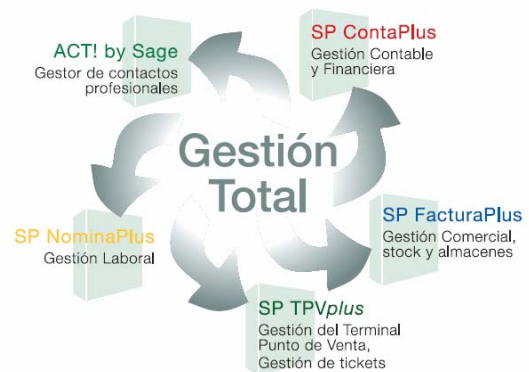 ACT! by Sage
Gestor de contactos
profesionales
SP ContaPlus
Gestión Contable
y Financiera
Gestión
Total
SP NominaPlus
Gestión Laboral
SP FacturaPlus
Gestión Comercial,
stock y almacenes
SP TPVplus
Gestión del Terminal
Punto de Venta,
Gestión de tickets